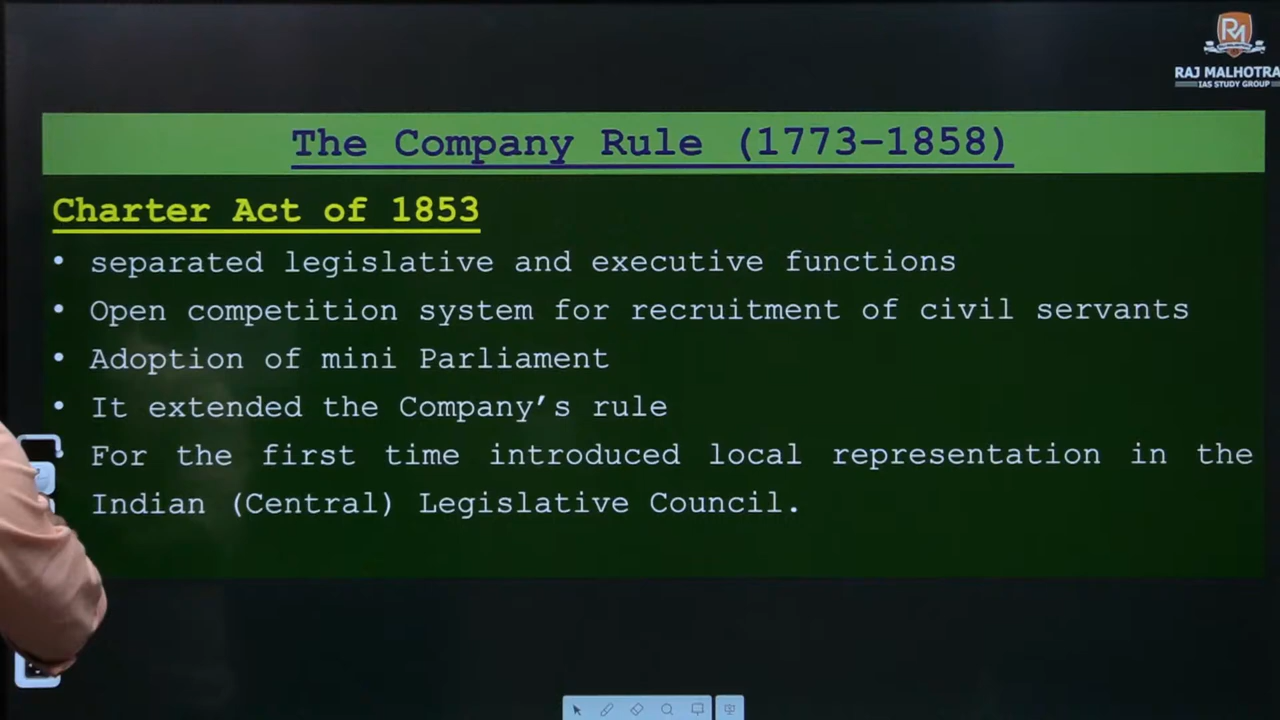 RAJ MALHOTRA
IAS STUDY GROUP
The Company Rule (1773–1858)
Charter Act of 1853
• separated legislative and executive functions
• Open competition system for recruitment of civil servants
• Adoption of mini Parliament
• It extended the Company’s rule
For the first time introduced local representation in the
Indian (Central) Legislative Council.